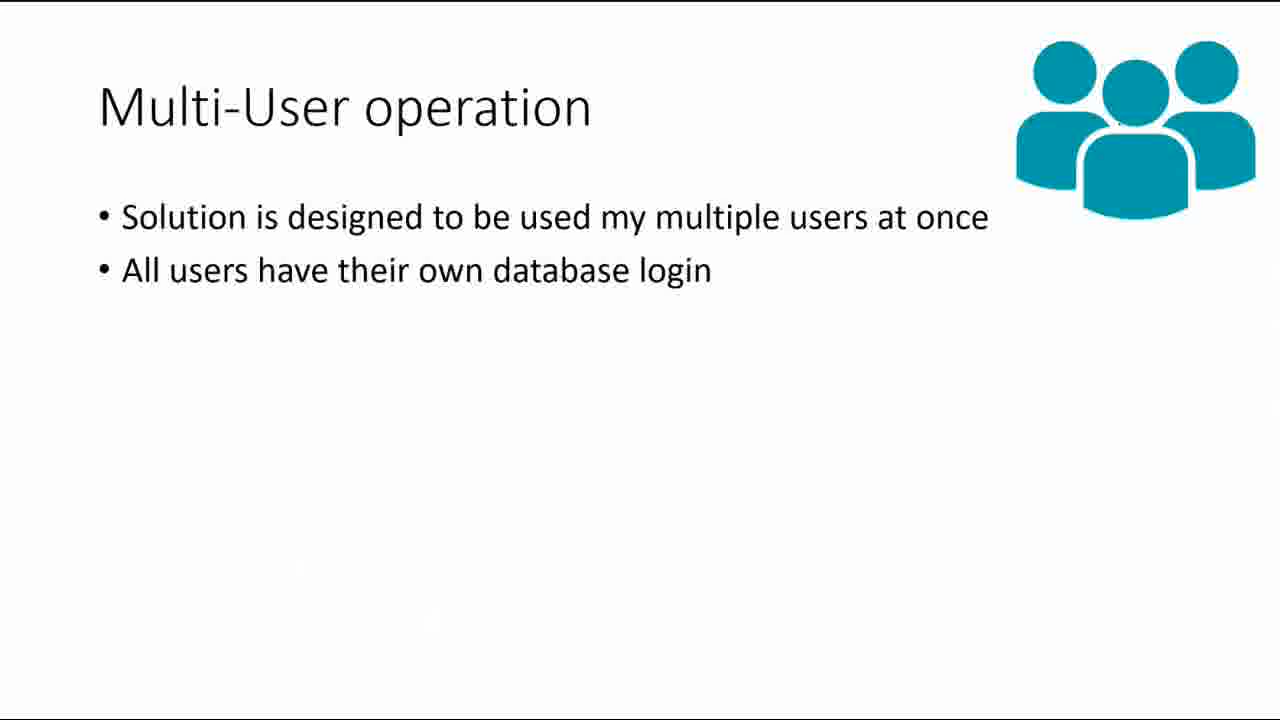 Multi-User operation
• Solution is designed to be used my multiple users at once
• All users have their own database login